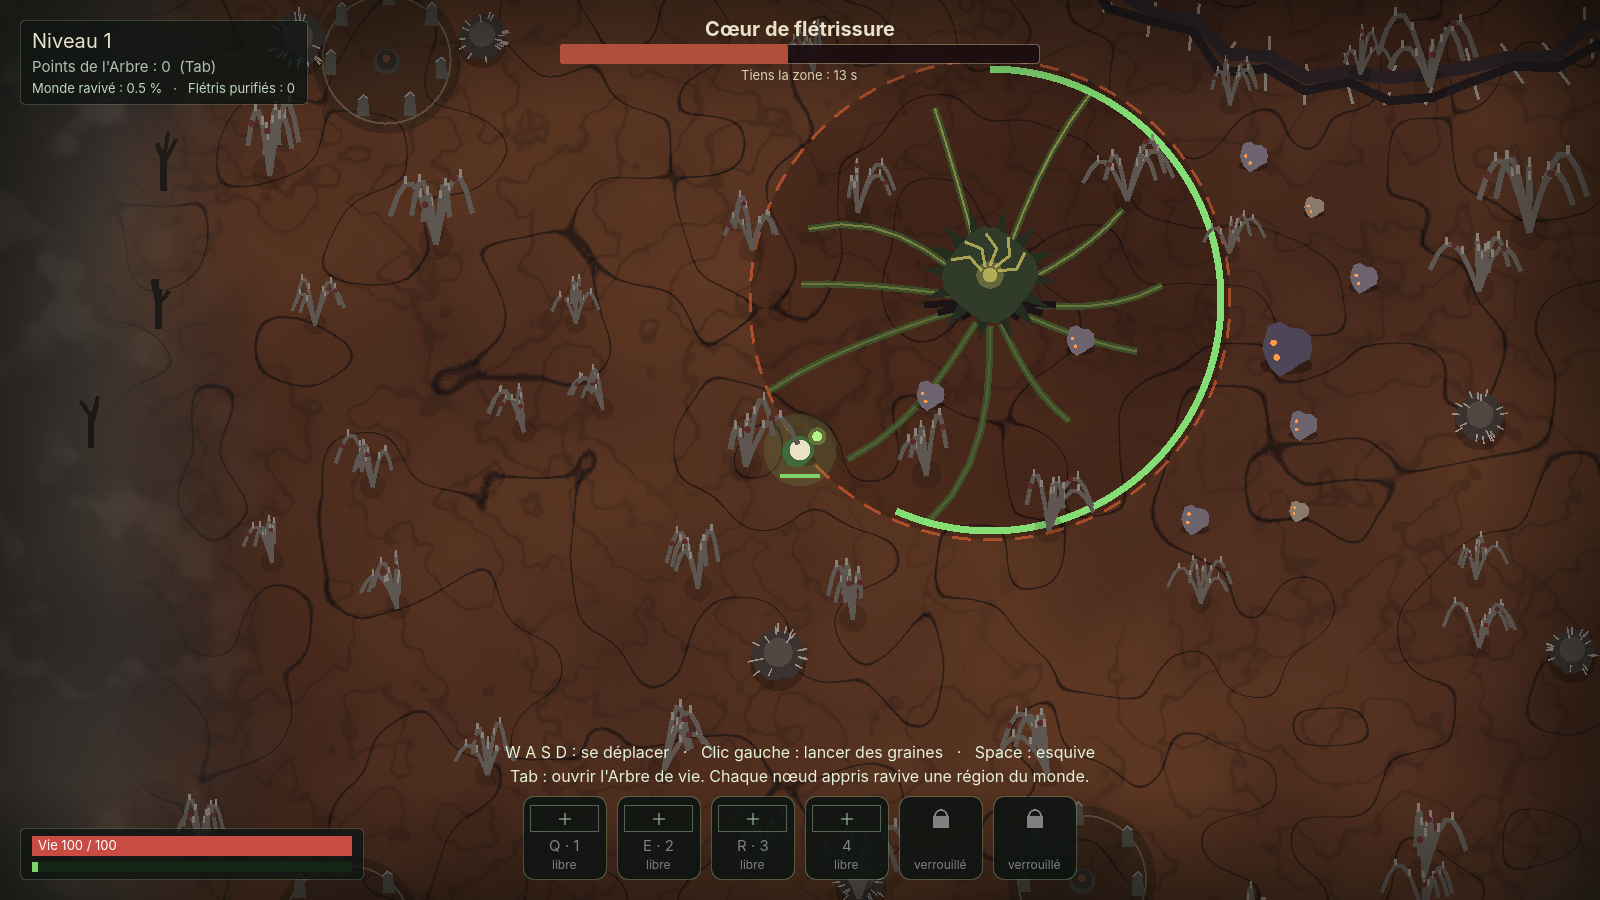 Niveau 1
Points de l'Arbre : 0 (Tab)
Monde ravivé : 0.5 % · Flétris purifiés : 0
Cœur de flétrissure
Tiens la zone : 13 s
W A S D : se déplacer · Clic gauche : lancer des graines · Space : esquive
Tab : ouvrir l'Arbre de vie. Chaque nœud appris ravive une région du monde.
Q · 1
libre
E · 2
libre
R · 3
libre
4
libre
verrouillé
verrouillé
Vie 100 / 100